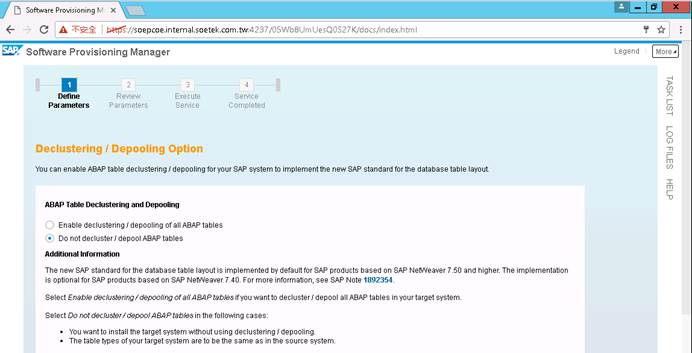 Software Provisioning M
不安全
https://soepcoe.internal.soetek.com.tw:4237/0SWbBUmUesQ0S27K/docs/index.html
SAP Software Provisioning Manager
Legend
More
1
2
3
4
Define Parameters
Review Parameters
Execute Service
Service Completed
TASK LIST
LOG FILES
HELP
Declustering / Depooling Option
You can enable ABAP table declustering / depooling for your SAP system to implement the new SAP standard for the database table layout.
ABAP Table Declustering and Depooling
Enable declustering / depooling of all ABAP tables
Do not decluster / depool ABAP tables
Additional Information
The new SAP standard for the database table layout is implemented by default for SAP products based on SAP NetWeaver 7.50 and higher. The implementation
is optional for SAP products based on SAP NetWeaver 7.40. For more information, see SAP Note 1892354.
Select Enable declustering / depooling of all ABAP tables if you want to decluster / depool all ABAP tables in your target system.
Select Do not decluster / depool ABAP tables in the following cases:
• You want to install the target system without using declustering / depooling.
• The table types of your target system are to be the same as in the source system.